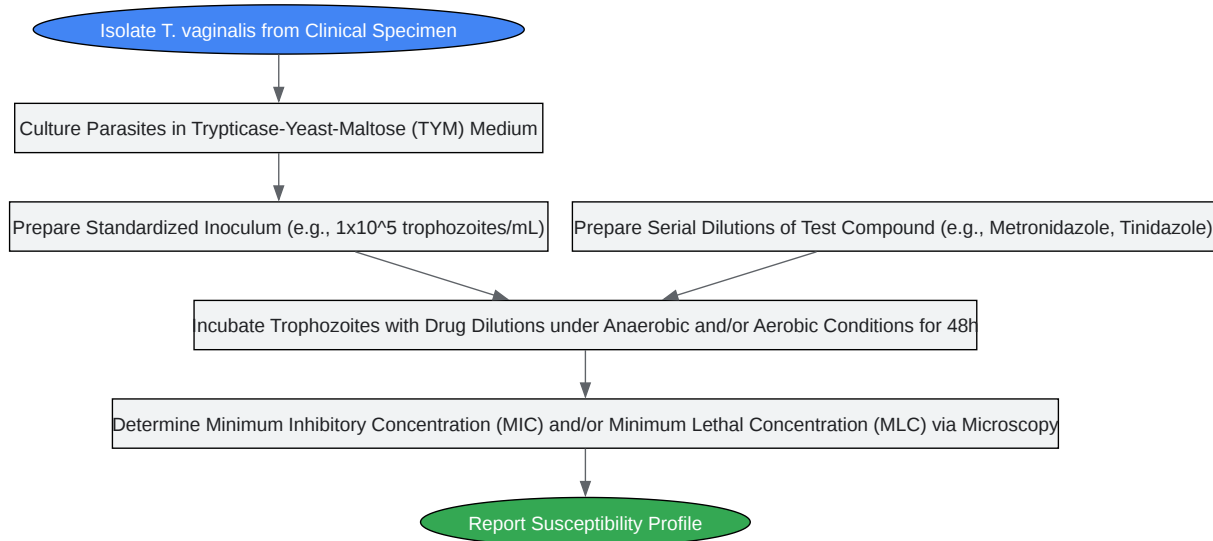 Isolate T. vaginalis from Clinical Specimen
Culture Parasites in Trypticase-Yeast-Maltose (TYM) Medium
Prepare Standardized Inoculum (e.g., 1x10^5 trophozoites/mL)
Prepare Serial Dilutions of Test Compound (e.g., Metronidazole, Tinidazole)
Incubate Trophozoites with Drug Dilutions under Anaerobic and/or Aerobic Conditions for 48h
Determine Minimum Inhibitory Concentration (MIC) and/or Minimum Lethal Concentration (MLC) via Microscopy
Report Susceptibility Profile